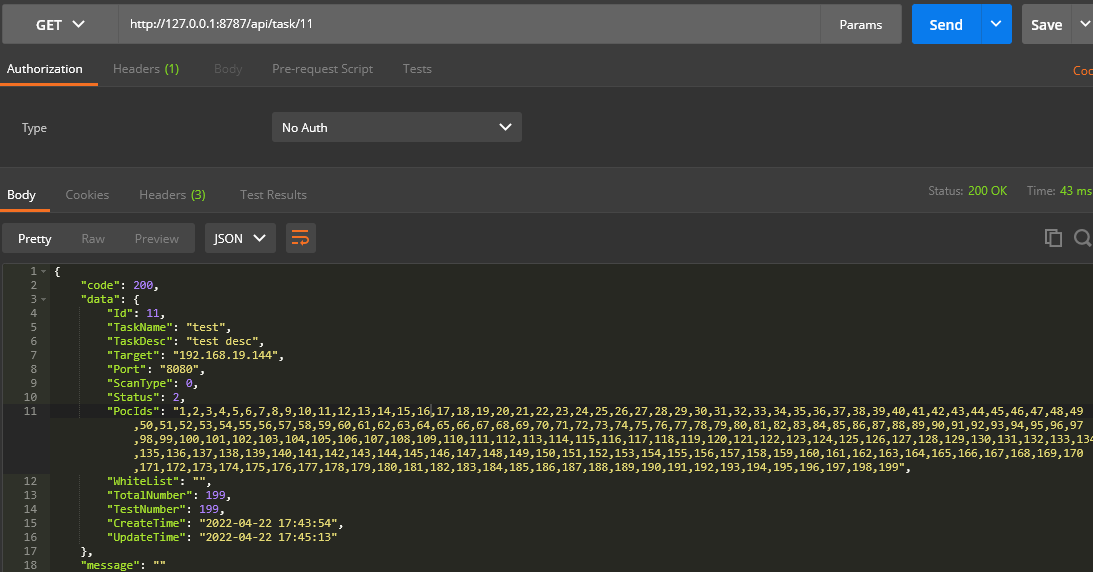 GET http://127.0.0.1:8787/api/task/11 Params Send Save
Authorization Headers (1) Body Pre-request Script Tests Coo
Type No Auth
Body Cookies Headers (3) Test Results Status: 200 OK Time: 43 ms
Pretty Raw Preview JSON
1 {
2 "code": 200,
3 "data": {
4 "Id": 11,
5 "TaskName": "test",
6 "TaskDesc": "test desc",
7 "Target": "192.168.19.144",
8 "Port": "8080",
9 "ScanType": 0,
10 "Status": 2,
11 "PocIds": "1,2,3,4,5,6,7,8,9,10,11,12,13,14,15,16,17,18,19,20,21,22,23,24,25,26,27,28,29,30,31,32,33,34,35,36,37,38,39,40,41,42,43,44,45,46,47,48,49
,50,51,52,53,54,55,56,57,58,59,60,61,62,63,64,65,66,67,68,69,70,71,72,73,74,75,76,77,78,79,80,81,82,83,84,85,86,87,88,89,90,91,92,93,94,95,96,97
,98,99,100,101,102,103,104,105,106,107,108,109,110,111,112,113,114,115,116,117,118,119,120,121,122,123,124,125,126,127,128,129,130,131,132,133,134
,135,136,137,138,139,140,141,142,143,144,145,146,147,148,149,150,151,152,153,154,155,156,157,158,159,160,161,162,163,164,165,166,167,168,169,170
,171,172,173,174,175,176,177,178,179,180,181,182,183,184,185,186,187,188,189,190,191,192,193,194,195,196,197,198,199",
12 "WhiteList": "",
13 "TotalNumber": 199,
14 "TestNumber": 199,
15 "CreateTime": "2022-04-22 17:43:54",
16 "UpdateTime": "2022-04-22 17:45:13"
17 },
18 "message": ""